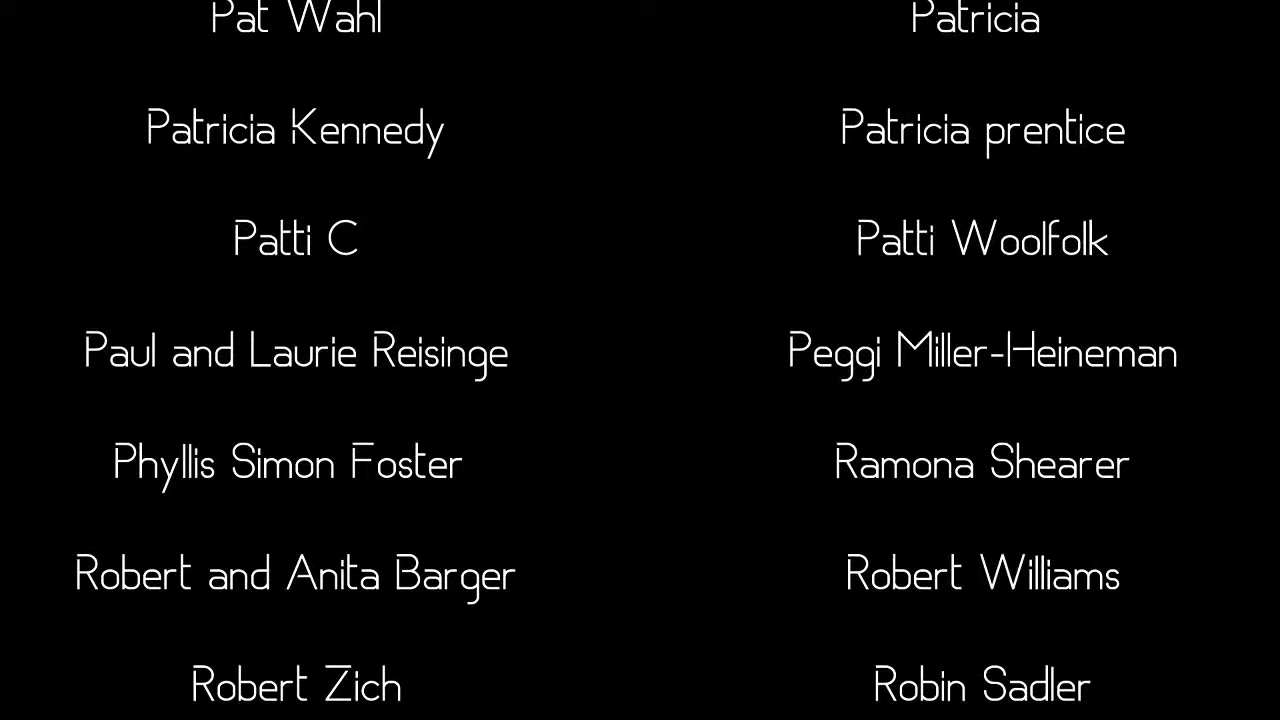 Pat Wahl
Patricia
Patricia Kennedy
Patricia prentice
Patti C
Patti Woolfolk
Paul and Laurie Reisinge
Peggi Miller-Heineman
Phyllis Simon Foster
Ramona Shearer
Robert and Anita Barger
Robert Williams
Robert Zich
Robin Sadler